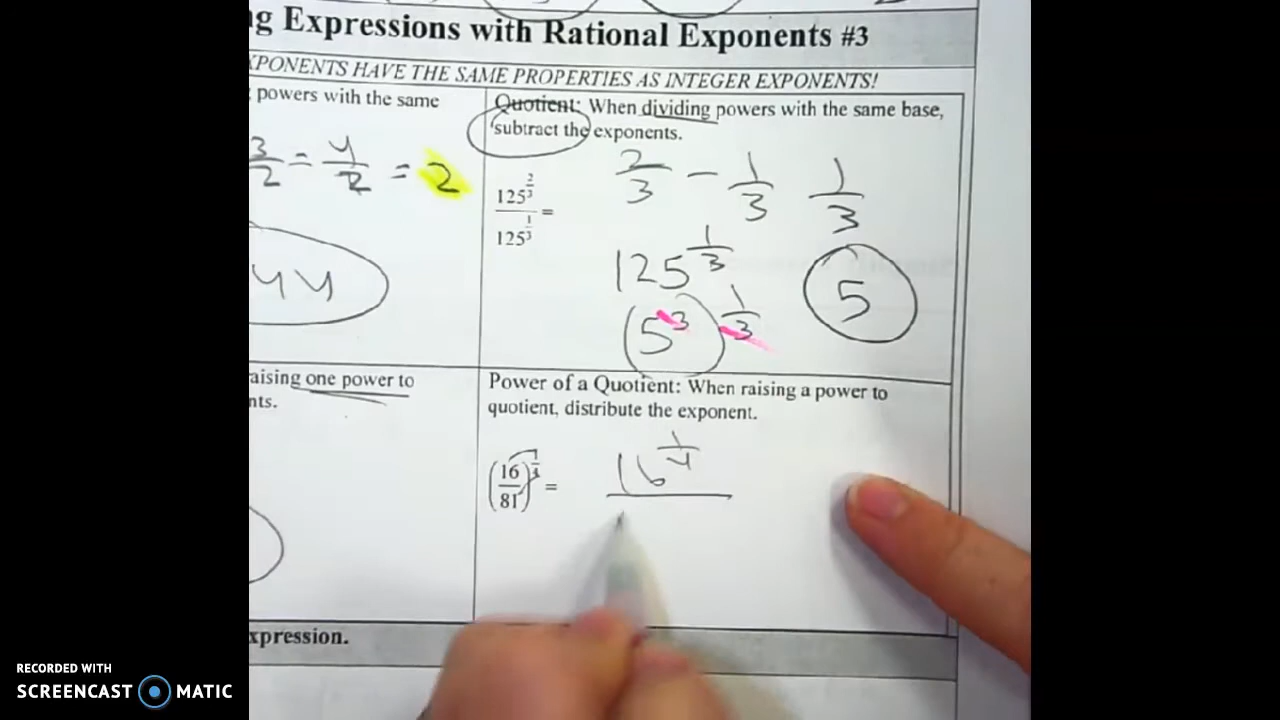 ng Expressions with Rational Exponents #3
XPONENTS HAVE THE SAME PROPERTIES AS INTEGER EXPONENTS!
powers with the same
3/2 = 4/2 = 2
44
Quotient: When dividing powers with the same base,
subtract the exponents.
125^(2/3) / 125^(1/3) =
2/3 - 1/3 1/3
125^(1/3)
(5^3)^(1/3) 5
aising one power to
nts.
Power of a Quotient: When raising a power to
quotient, distribute the exponent.
(16/81)^(1/4) = 16^(1/4)
xpression.
RECORDED WITH
SCREENCAST MATIC